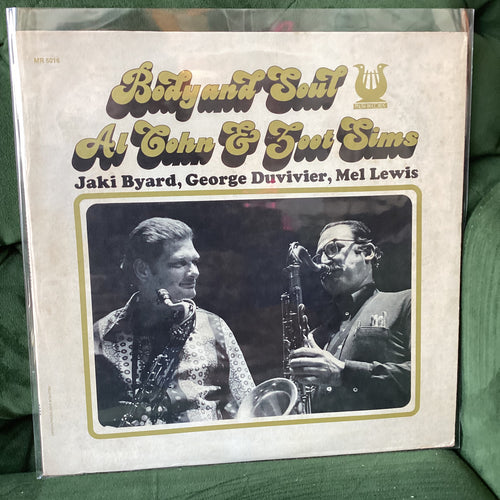 MR 5016
Body and Soul
Al Cohn & Zoot Sims
Jaki Byard, George Duvivier, Mel Lewis